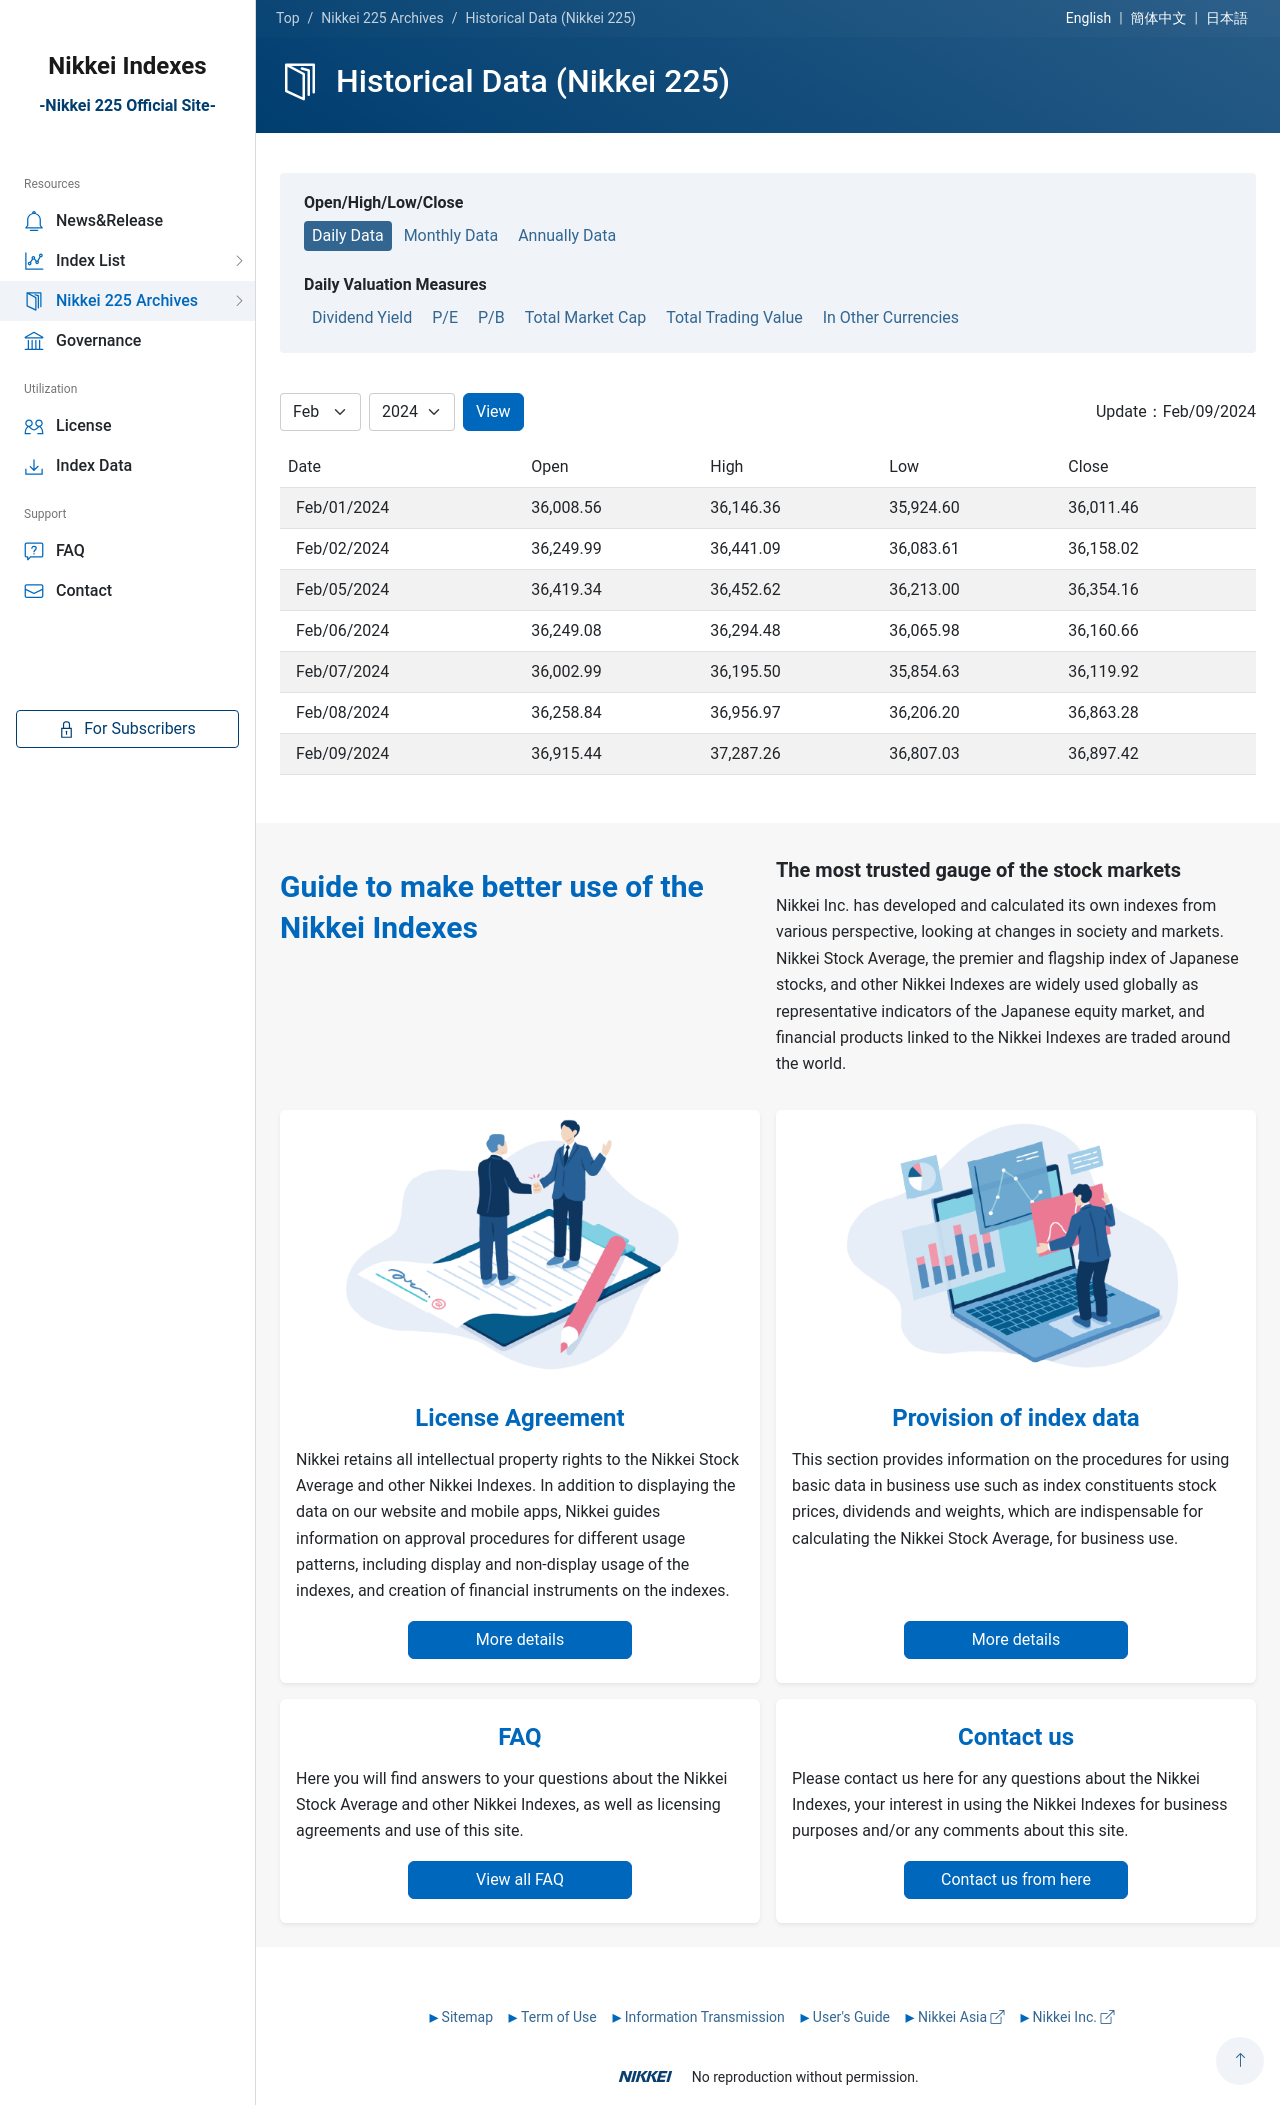 Nikkei Indexes
-Nikkei 225 Official Site-
Resources
News&Release
Index List
Nikkei 225 Archives
Governance
Utilization
License
Index Data
Support
FAQ
Contact
For Subscribers
Top / Nikkei 225 Archives / Historical Data (Nikkei 225)
English | 簡体中文 | 日本語
Historical Data (Nikkei 225)
Open/High/Low/Close
Daily Data Monthly Data Annually Data
Daily Valuation Measures
Dividend Yield P/E P/B Total Market Cap Total Trading Value In Other Currencies
Feb 2024 View Update：Feb/09/2024
Date Open High Low Close
Feb/01/2024 36,008.56 36,146.36 35,924.60 36,011.46
Feb/02/2024 36,249.99 36,441.09 36,083.61 36,158.02
Feb/05/2024 36,419.34 36,452.62 36,213.00 36,354.16
Feb/06/2024 36,249.08 36,294.48 36,065.98 36,160.66
Feb/07/2024 36,002.99 36,195.50 35,854.63 36,119.92
Feb/08/2024 36,258.84 36,956.97 36,206.20 36,863.28
Feb/09/2024 36,915.44 37,287.26 36,807.03 36,897.42
Guide to make better use of the
Nikkei Indexes
The most trusted gauge of the stock markets
Nikkei Inc. has developed and calculated its own indexes from
various perspective, looking at changes in society and markets.
Nikkei Stock Average, the premier and flagship index of Japanese
stocks, and other Nikkei Indexes are widely used globally as
representative indicators of the Japanese equity market, and
financial products linked to the Nikkei Indexes are traded around
the world.
License Agreement
Nikkei retains all intellectual property rights to the Nikkei Stock
Average and other Nikkei Indexes. In addition to displaying the
data on our website and mobile apps, Nikkei guides
information on approval procedures for different usage
patterns, including display and non-display usage of the
indexes, and creation of financial instruments on the indexes.
More details
Provision of index data
This section provides information on the procedures for using
basic data in business use such as index constituents stock
prices, dividends and weights, which are indispensable for
calculating the Nikkei Stock Average, for business use.
More details
FAQ
Here you will find answers to your questions about the Nikkei
Stock Average and other Nikkei Indexes, as well as licensing
agreements and use of this site.
View all FAQ
Contact us
Please contact us here for any questions about the Nikkei
Indexes, your interest in using the Nikkei Indexes for business
purposes and/or any comments about this site.
Contact us from here
▶Sitemap ▶Term of Use ▶Information Transmission ▶User's Guide ▶Nikkei Asia ▶Nikkei Inc.
NIKKEI No reproduction without permission.